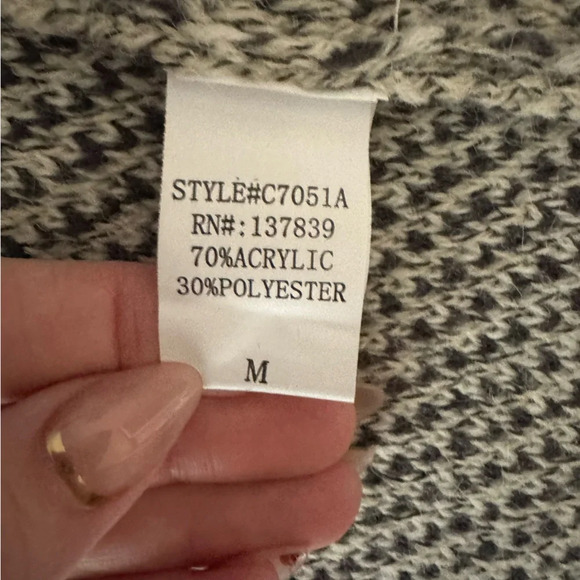 STYLE#C7051A
RN#:137839
70%ACRYLIC
30%POLYESTER
M